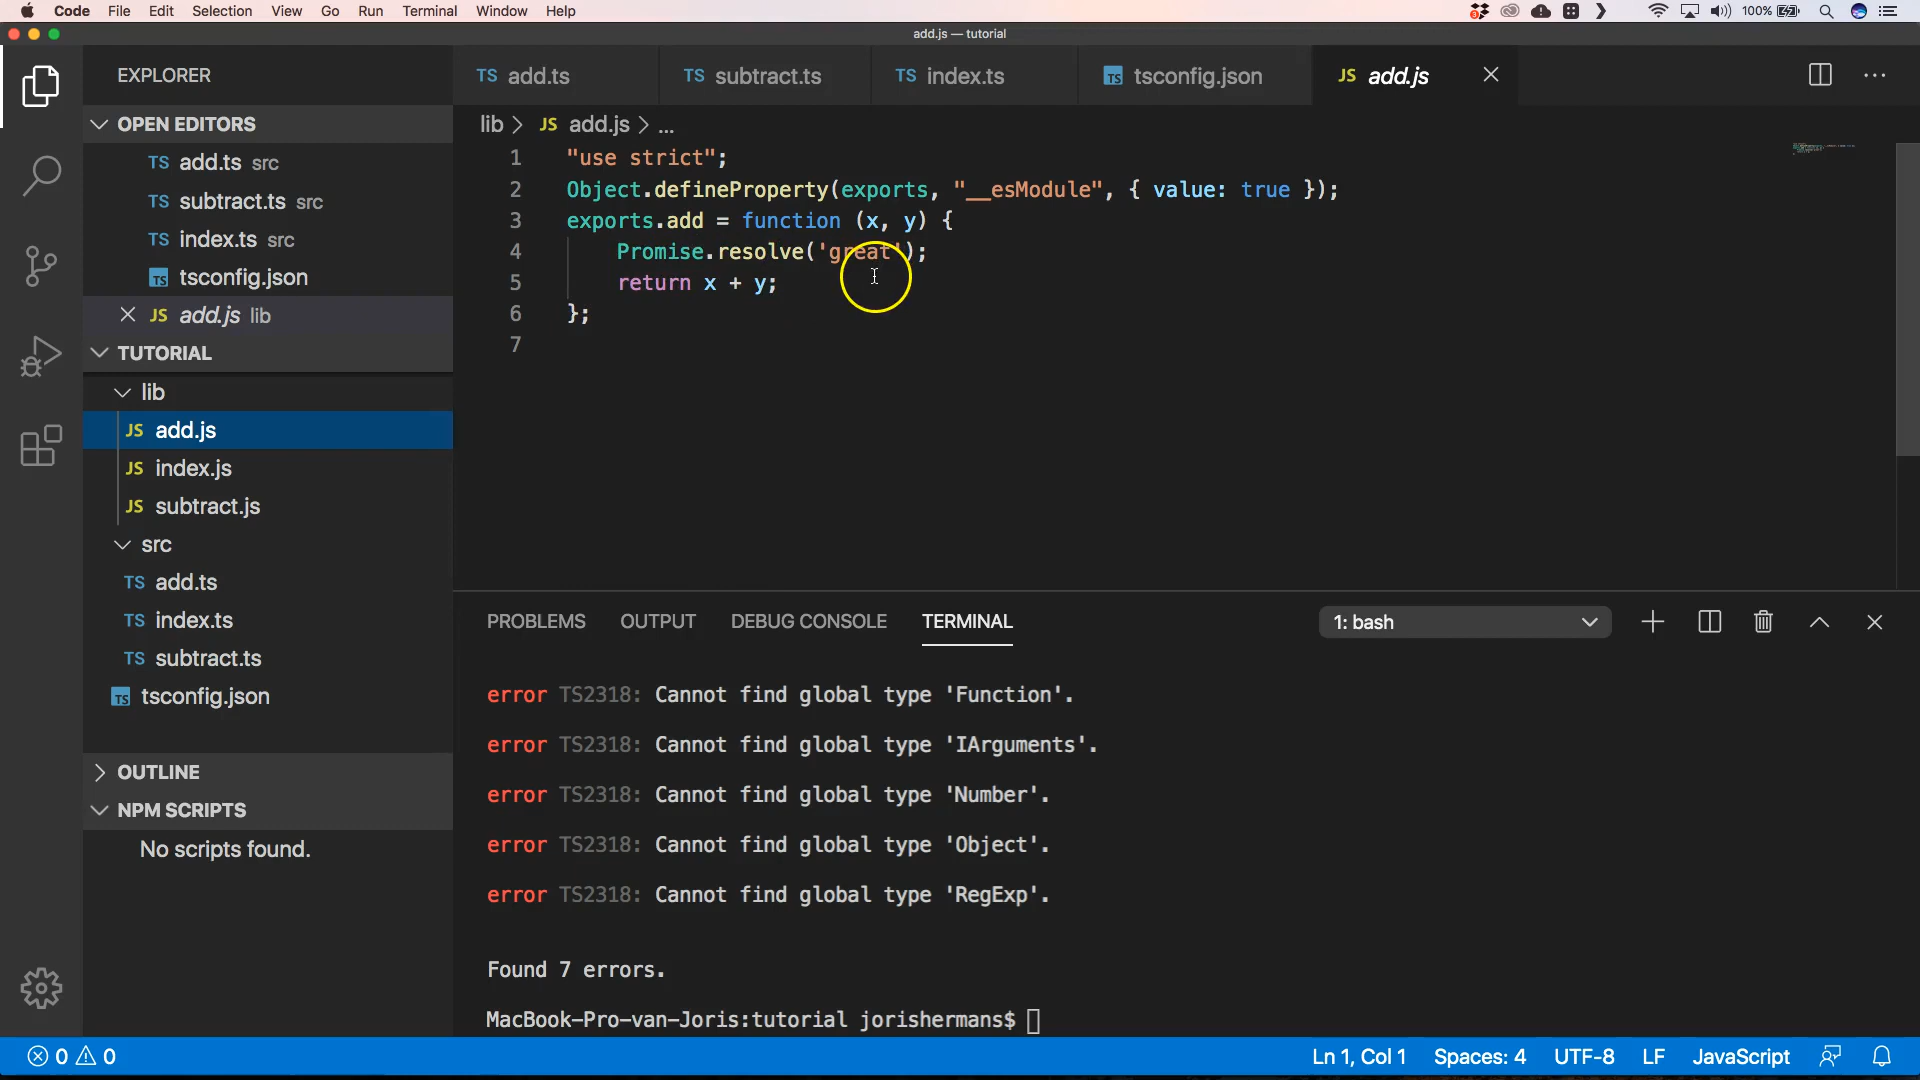 Code File Edit Selection View Go Run Terminal Window Help 100%
add.js — tutorial
EXPLORER
OPEN EDITORS
TS add.ts src
TS subtract.ts src
TS index.ts src
TS tsconfig.json
JS add.js lib
TUTORIAL
lib
JS add.js
JS index.js
JS subtract.js
src
TS add.ts
TS index.ts
TS subtract.ts
TS tsconfig.json
OUTLINE
NPM SCRIPTS
No scripts found.
TS add.ts TS subtract.ts TS index.ts TS tsconfig.json JS add.js
lib > JS add.js > ...
1 "use strict";
2 Object.defineProperty(exports, "__esModule", { value: true });
3 exports.add = function (x, y) {
4 Promise.resolve('great');
5 return x + y;
6 };
7
PROBLEMS OUTPUT DEBUG CONSOLE TERMINAL 1: bash
error TS2318: Cannot find global type 'Function'.
error TS2318: Cannot find global type 'IArguments'.
error TS2318: Cannot find global type 'Number'.
error TS2318: Cannot find global type 'Object'.
error TS2318: Cannot find global type 'RegExp'.
Found 7 errors.
MacBook-Pro-van-Joris:tutorial jorishermans$
0 0 Ln 1, Col 1 Spaces: 4 UTF-8 LF JavaScript